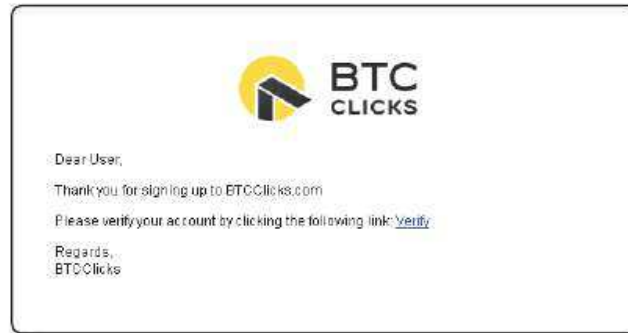 BTC
CLICKS
Dear User,
Thank you for signing up to BTCClicks.com
Please verify your account by clicking the following link: Verify
Regards,
BTCClicks